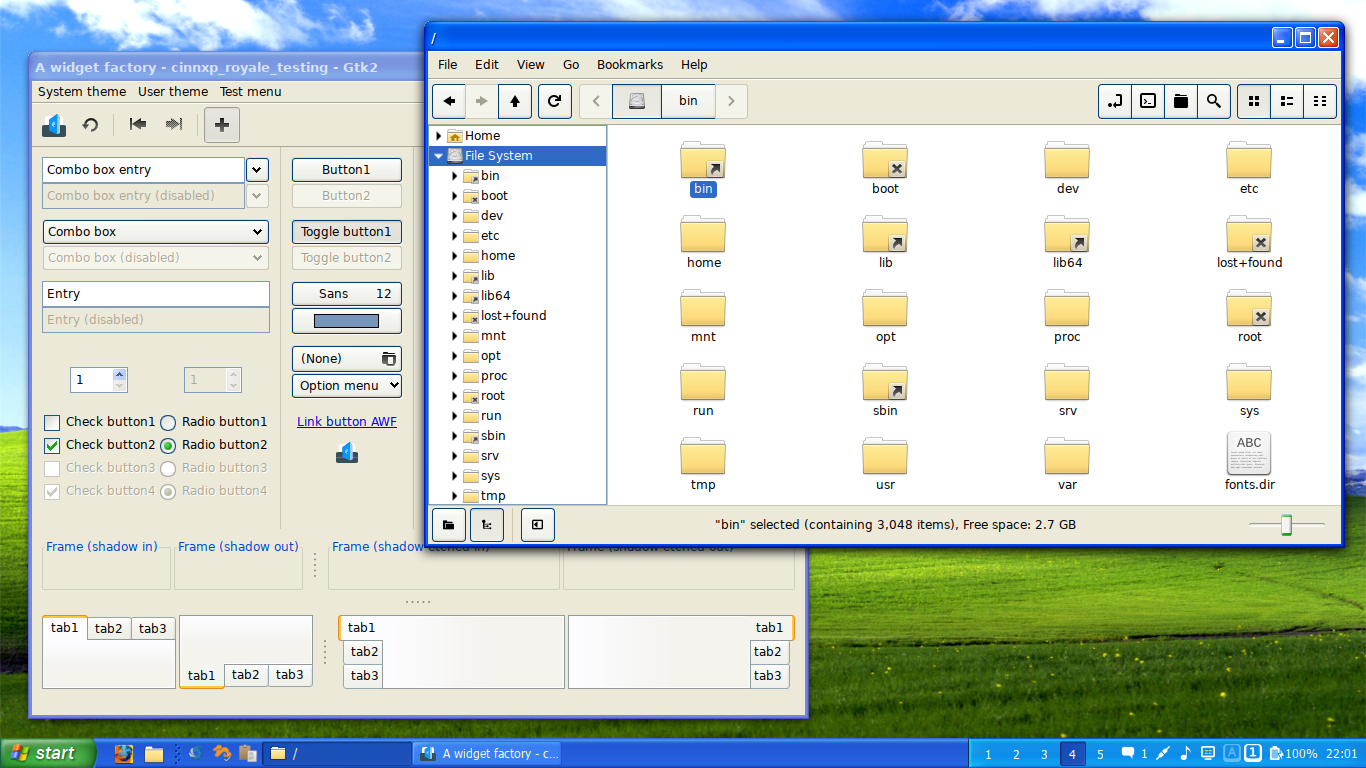 /
File Edit View Go Bookmarks Help
bin
Home
File System
bin
boot
dev
etc
home
lib
lib64
lost+found
mnt
opt
proc
root
run
sbin
srv
sys
tmp
bin boot dev etc
home lib lib64 lost+found
mnt opt proc root
run sbin srv sys
ABC
tmp usr var fonts.dir
"bin" selected (containing 3,048 items), Free space: 2.7 GB
A widget factory - cinnxp_royale_testing - Gtk2
System theme User theme Test menu
Combo box entry
Combo box entry (disabled)
Combo box
Combo box (disabled)
Entry
Entry (disabled)
1 1
Check button1 Radio button1
Check button2 Radio button2
Check button3 Radio button3
Check button4 Radio button4
Button1
Button2
Toggle button1
Toggle button2
Sans 12
(None)
Option menu
Link button AWF
Frame (shadow in) Frame (shadow out) Frame (shadow etched in) Frame (shadow etched out)
tab1 tab2 tab3
tab1 tab2 tab3
tab1
tab2
tab3
tab1
tab2
tab3
start / A widget factory - c... 1 2 3 4 5 1 A 1 100% 22:01